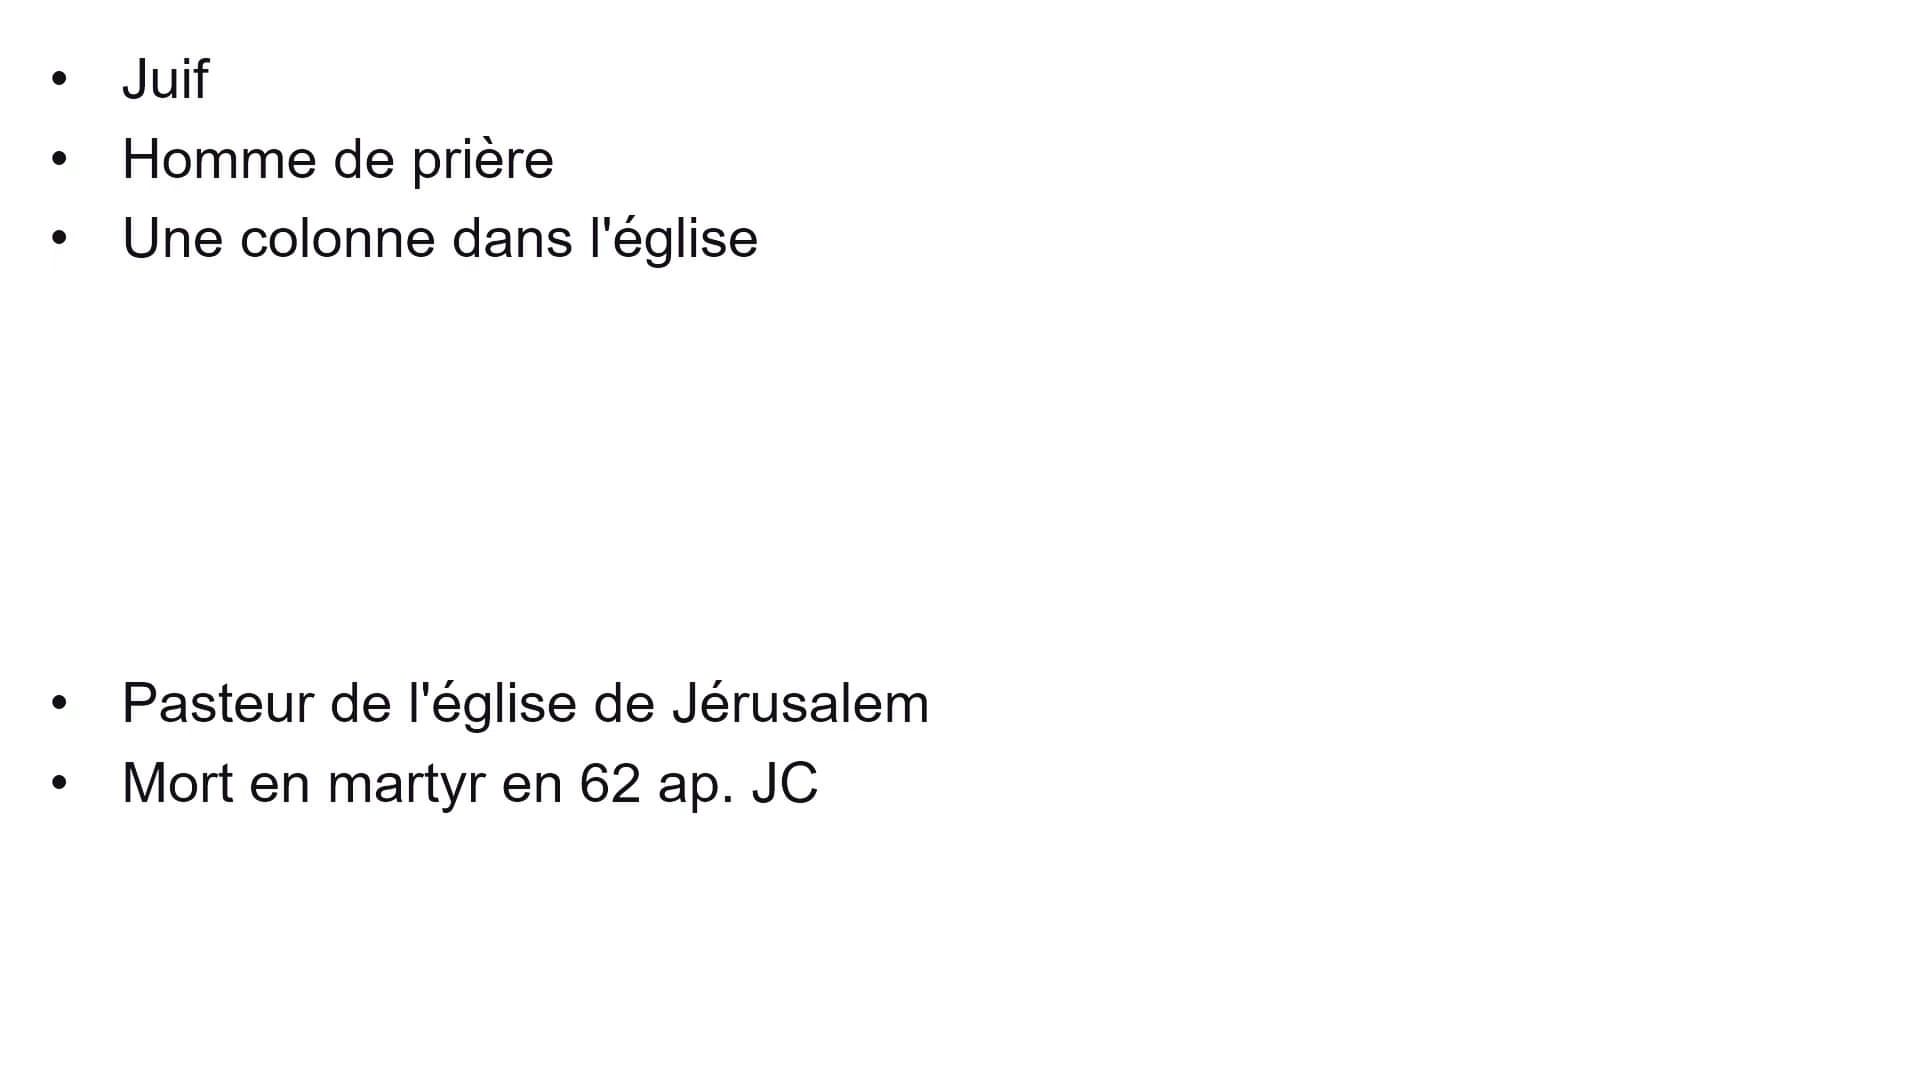 • Juif
• Homme de prière
• Une colonne dans l'église
• Pasteur de l'église de Jérusalem
• Mort en martyr en 62 ap. JC